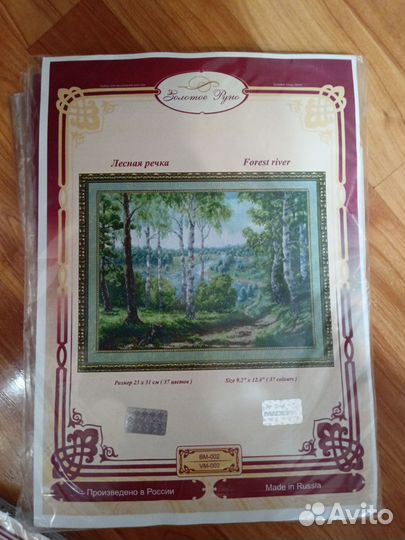 Золотое Руно
Лесная речка
Forest river
Размер 23 х 31 см ( 37 цветов )
Size 9.2" x 12.4" ( 37 colours )
ВМ-002
VM-002
Произведено в России
Made in Russia
Avito